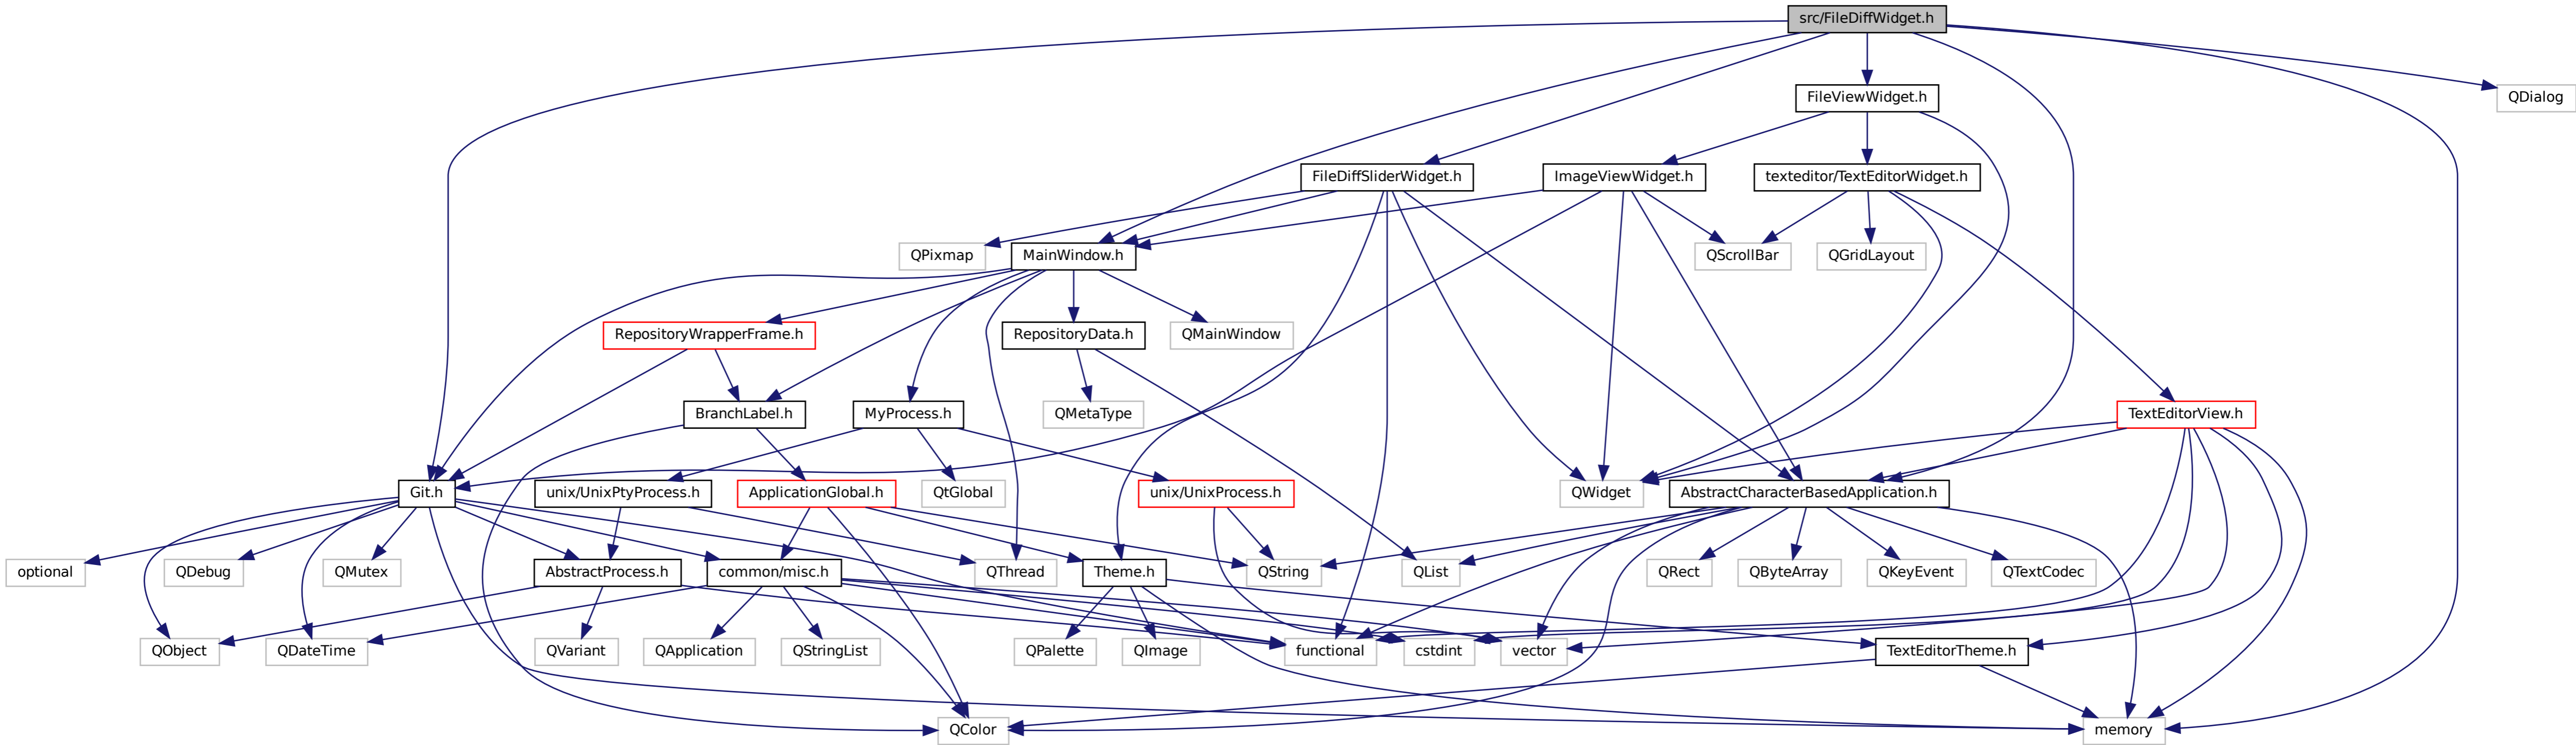 src/FileDiffWidget.h
FileViewWidget.h
QDialog
FileDiffSliderWidget.h
ImageViewWidget.h
texteditor/TextEditorWidget.h
QPixmap
MainWindow.h
QScrollBar
QGridLayout
RepositoryWrapperFrame.h
RepositoryData.h
QMainWindow
BranchLabel.h
MyProcess.h
QMetaType
TextEditorView.h
Git.h
unix/UnixPtyProcess.h
ApplicationGlobal.h
QtGlobal
unix/UnixProcess.h
QWidget
AbstractCharacterBasedApplication.h
optional
QDebug
QMutex
AbstractProcess.h
common/misc.h
QThread
Theme.h
QString
QList
QRect
QByteArray
QKeyEvent
QTextCodec
QObject
QDateTime
QVariant
QApplication
QStringList
QPalette
QImage
functional
cstdint
vector
TextEditorTheme.h
QColor
memory